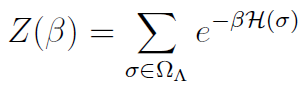 Z(β) = ∑_{σ∈Ω_Λ} e^{−βℋ(σ)}